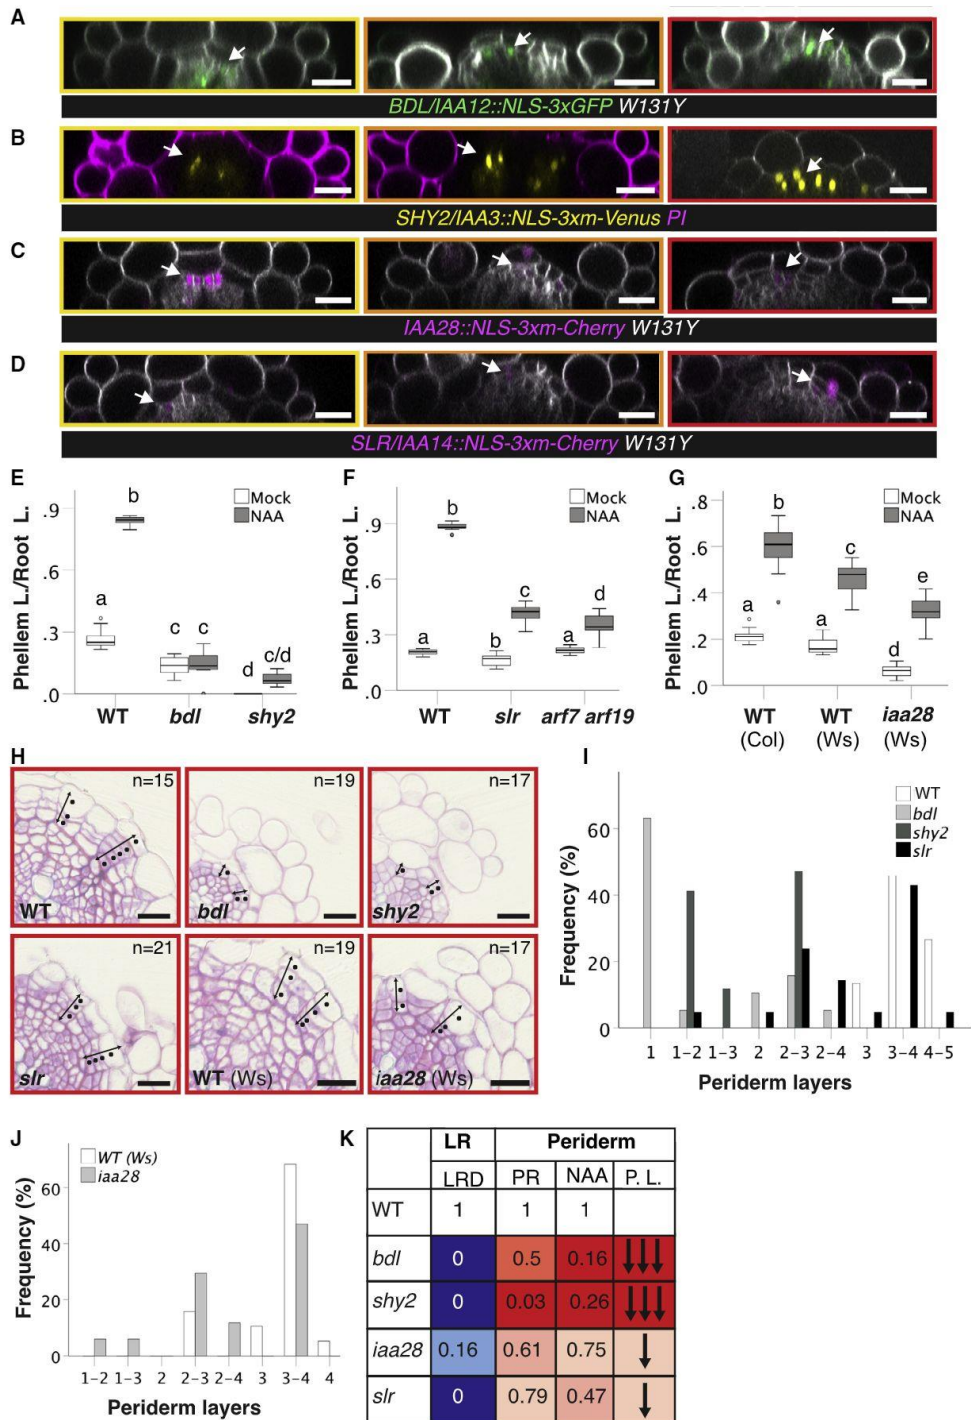 A
BDL/IAA12::NLS-3xGFP W131Y
B
SHY2/IAA3::NLS-3xm-Venus PI
C
IAA28::NLS-3xm-Cherry W131Y
D
SLR/IAA14::NLS-3xm-Cherry W131Y
E
Phellem L./Root L.
.9
.3
.0
Mock
NAA
a
b
c
c
d
c/d
WT
bdl
shy2
F
Phellem L./Root L.
.9
.6
.3
.0
Mock
NAA
a
b
b
c
a
d
WT
slr
arf7 arf19
G
Phellem L./Root L.
.8
.6
.4
.2
.0
Mock
NAA
a
b
a
c
d
e
WT
(Col)
WT
(Ws)
iaa28
(Ws)
H
n=15
WT
n=19
bdl
n=17
shy2
n=21
slr
n=19
WT (Ws)
n=17
iaa28 (Ws)
I
Frequency (%)
60
40
20
0
WT
bdl
shy2
slr
1
1-2
1-3
2
2-3
2-4
3
3-4
4-5
Periderm layers
J
Frequency (%)
60
40
20
0
WT (Ws)
iaa28
1-2
1-3
2
2-3
2-4
3
3-4
4
Periderm layers
K
LR Periderm
LRD PR NAA P. L.
WT 1 1 1
bdl 0 0.5 0.16
shy2 0 0.03 0.26
iaa28 0.16 0.61 0.75
slr 0 0.79 0.47